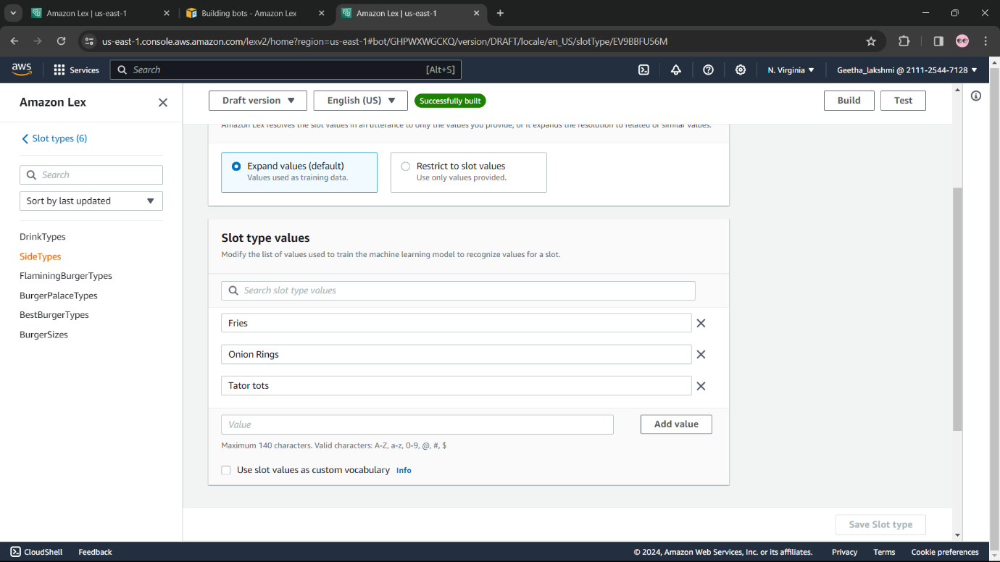 Amazon Lex | us-east-1
Building bots - Amazon Lex
Amazon Lex | us-east-1
us-east-1.console.aws.amazon.com/lexv2/home?region=us-east-1#bot/GHPWXWGCKQ/version/DRAFT/locale/en_US/slotType/EV9BBFU56M
aws
Services
Search
[Alt+S]
N. Virginia
Geetha_lakshmi @ 2111-2544-7128
Amazon Lex
Slot types (6)
Search
Sort by last updated
DrinkTypes
SideTypes
FlaminingBurgerTypes
BurgerPalaceTypes
BestBurgerTypes
BurgerSizes
Draft version
English (US)
Successfully built
Build
Test
Amazon Lex resolves the slot values in an utterance to only the values you provide, or it expands the resolution to related or similar values.
Expand values (default)
Values used as training data.
Restrict to slot values
Use only values provided.
Slot type values
Modify the list of values used to train the machine learning model to recognize values for a slot.
Search slot type values
Fries
Onion Rings
Tator tots
Value
Add value
Maximum 140 characters. Valid characters: A-Z, a-z, 0-9, @, #, $
Use slot values as custom vocabulary Info
Save Slot type
CloudShell
Feedback
© 2024, Amazon Web Services, Inc. or its affiliates.
Privacy
Terms
Cookie preferences